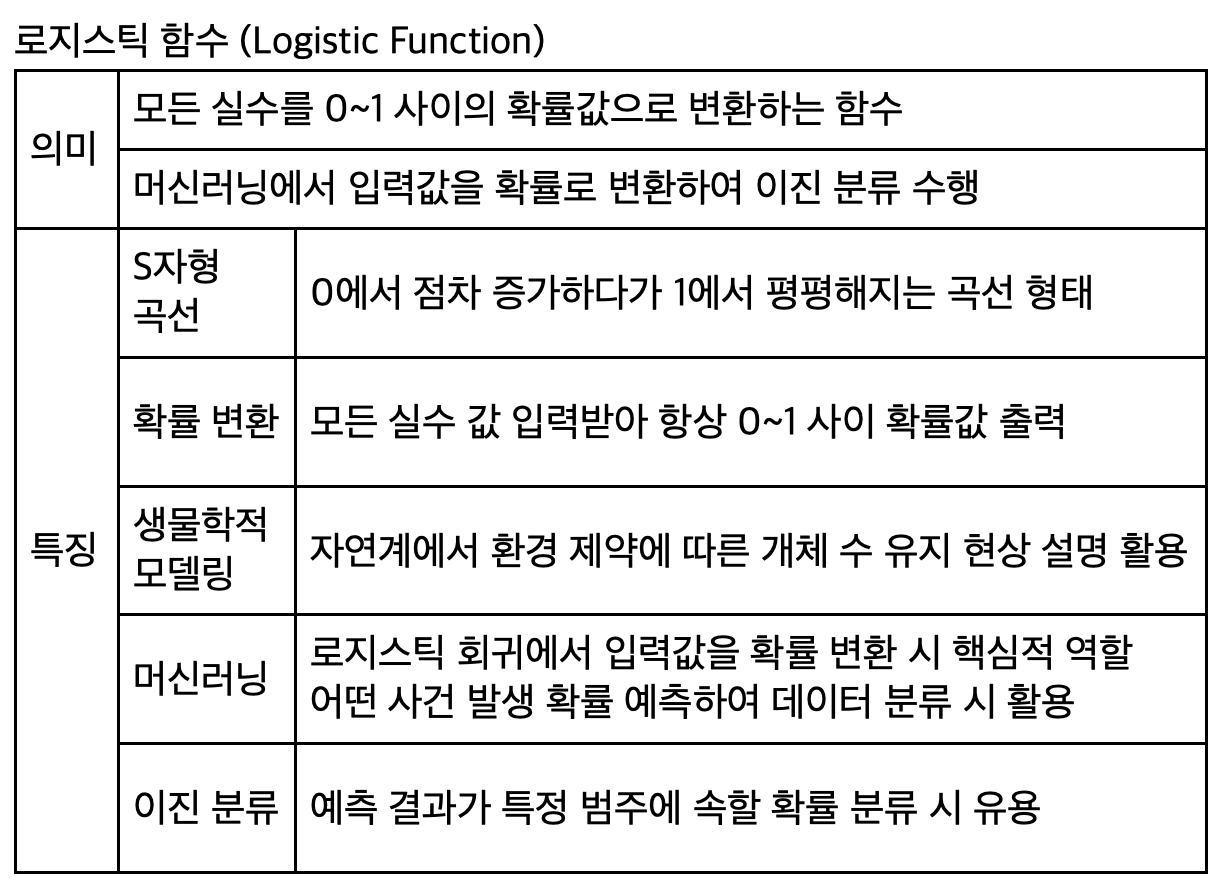 로지스틱 함수 (Logistic Function)
의미
모든 실수를 0~1 사이의 확률값으로 변환하는 함수
머신러닝에서 입력값을 확률로 변환하여 이진 분류 수행
특징
S자형
곡선
0에서 점차 증가하다가 1에서 평평해지는 곡선 형태
확률 변환
모든 실수 값 입력받아 항상 0~1 사이 확률값 출력
생물학적
모델링
자연계에서 환경 제약에 따른 개체 수 유지 현상 설명 활용
머신러닝
로지스틱 회귀에서 입력값을 확률 변환 시 핵심적 역할
어떤 사건 발생 확률 예측하여 데이터 분류 시 활용
이진 분류
예측 결과가 특정 범주에 속할 확률 분류 시 유용